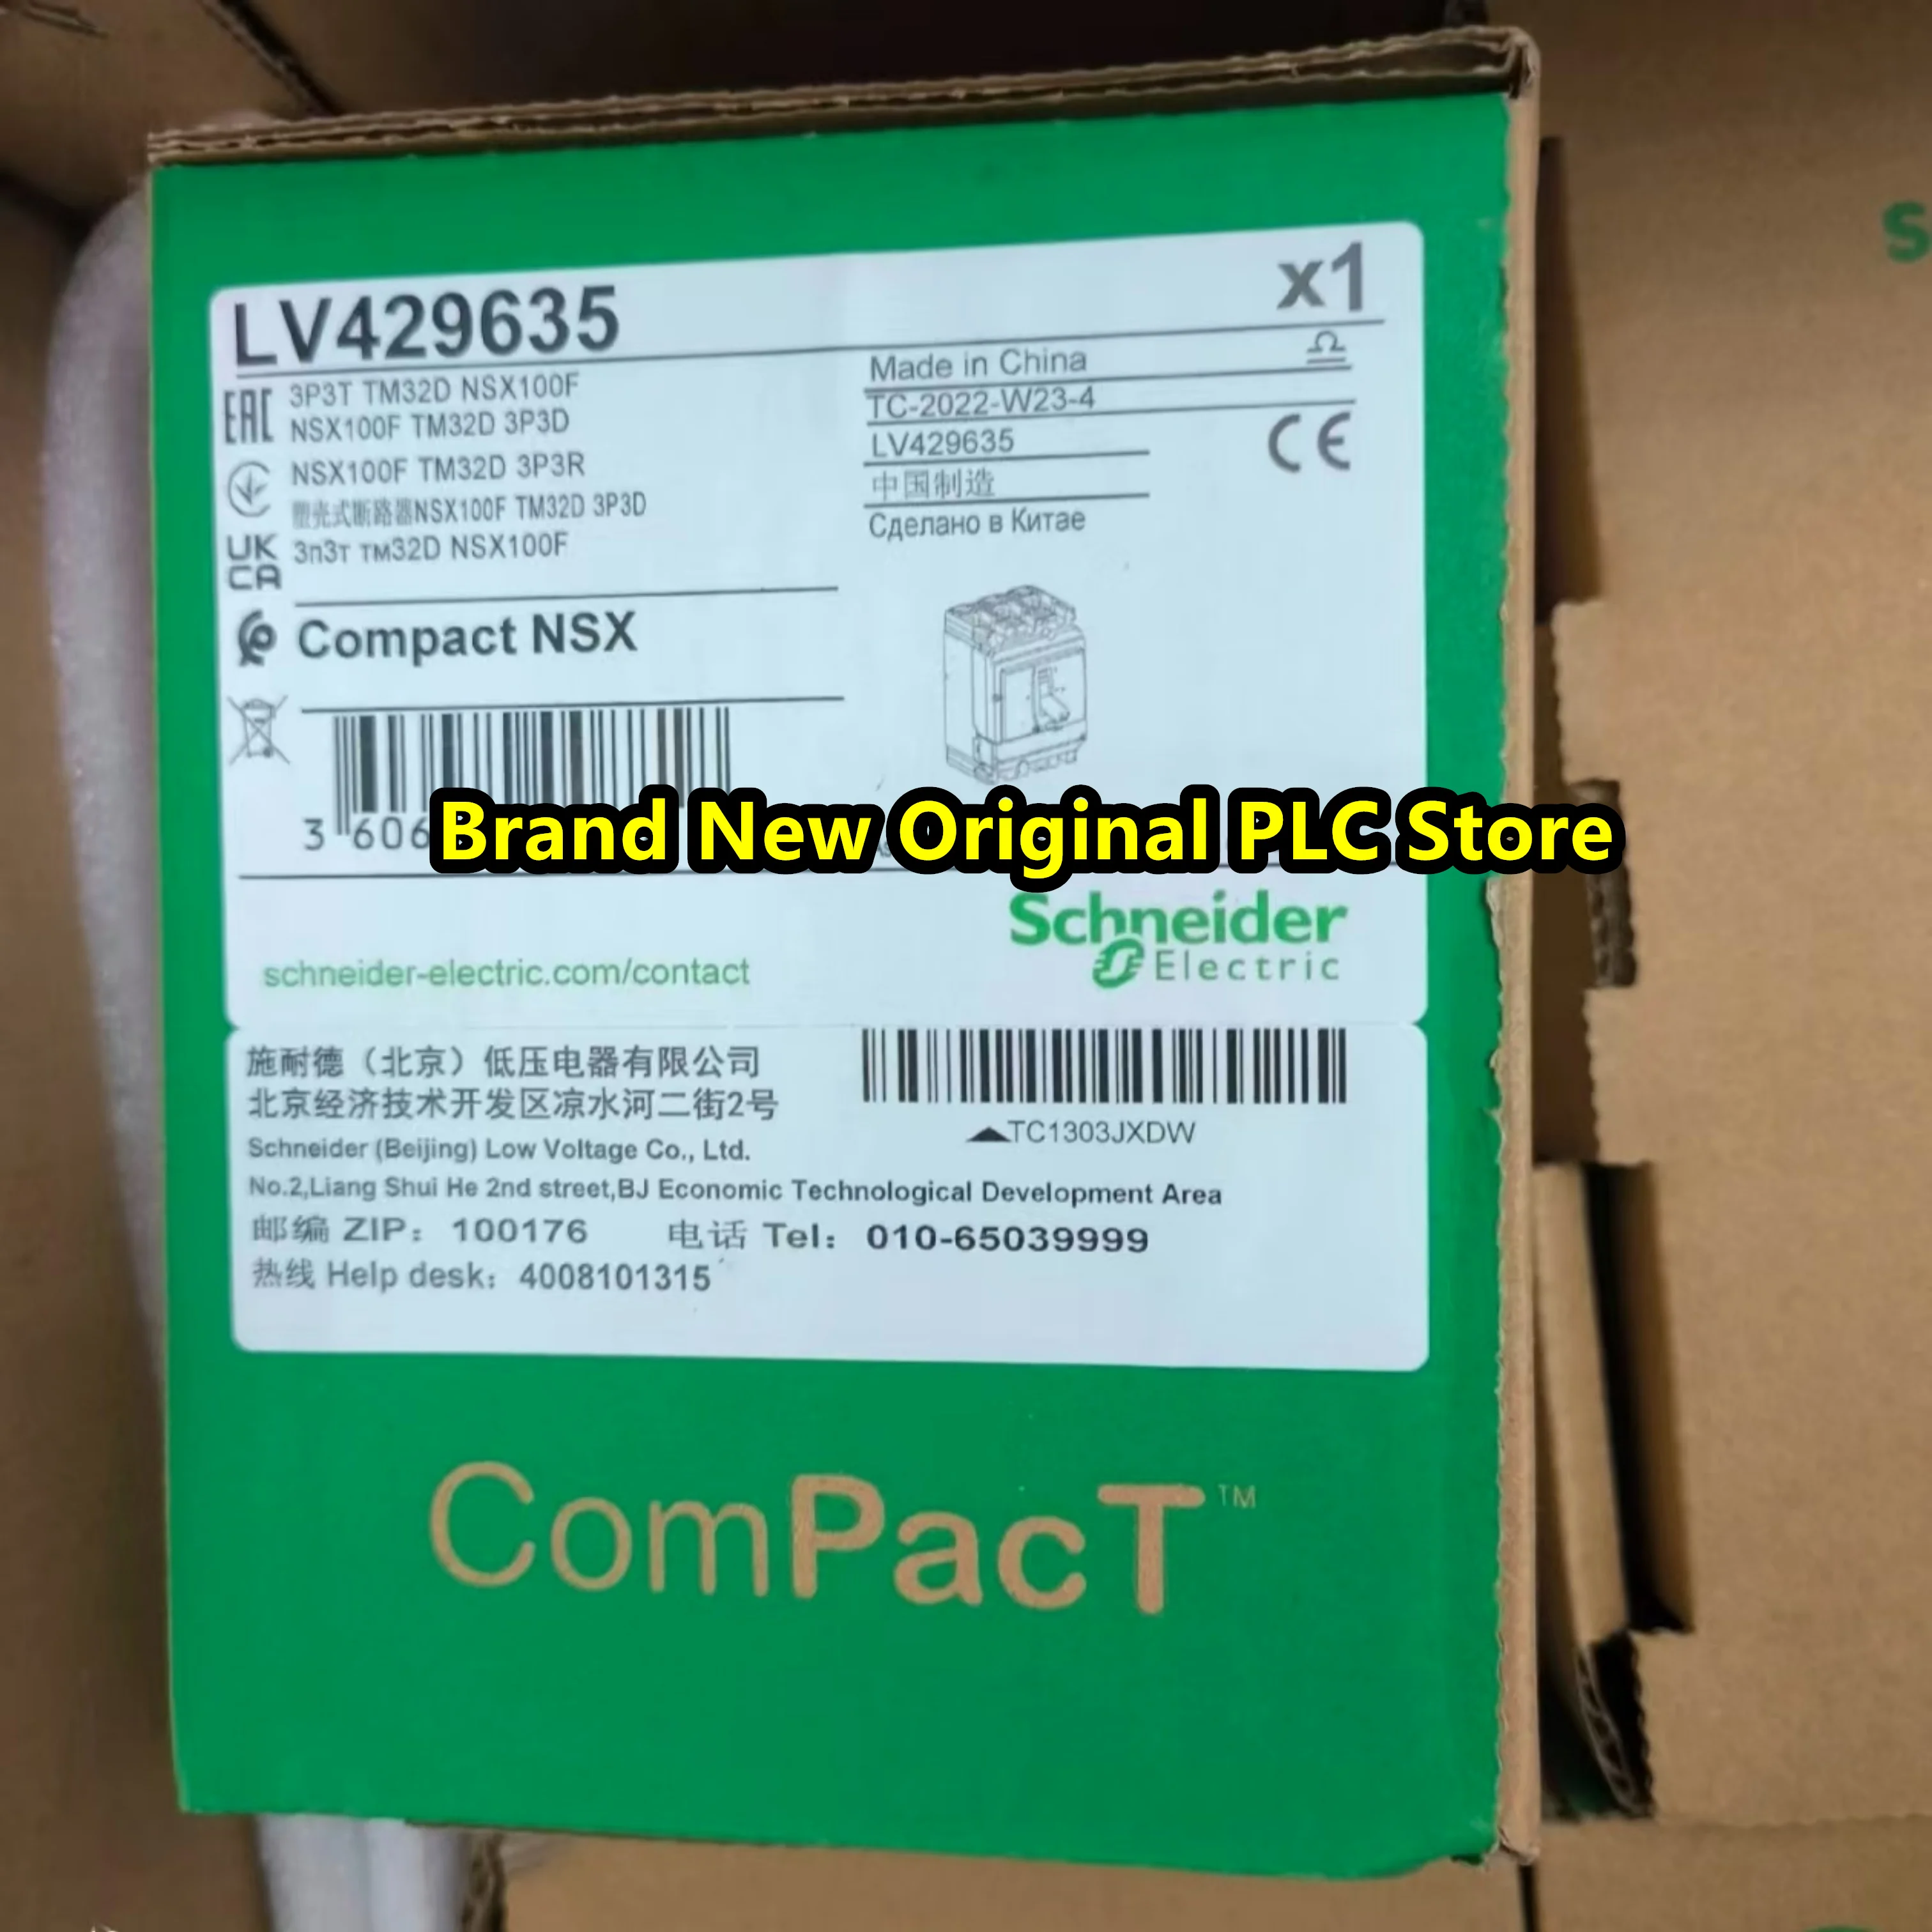 LV429635
x1
3P3T TM32D NSX100F
NSX100F TM32D 3P3D
NSX100F TM32D 3P3R
塑壳式断路器NSX100F TM32D 3P3D
3п3т тм32D NSX100F
Made in China
TC-2022-W23-4
LV429635
中国制造
Сделано в Китае
EAC
CE
UK
CA
Compact NSX
3 606
Brand New Original PLC Store
Schneider
Electric
schneider-electric.com/contact
施耐德（北京）低压电器有限公司
北京经济技术开发区凉水河二街2号
Schneider (Beijing) Low Voltage Co., Ltd.
TC1303JXDW
No.2,Liang Shui He 2nd street,BJ Economic Technological Development Area
邮编 ZIP：100176 电话 Tel：010-65039999
热线 Help desk：4008101315
ComPacT™
S